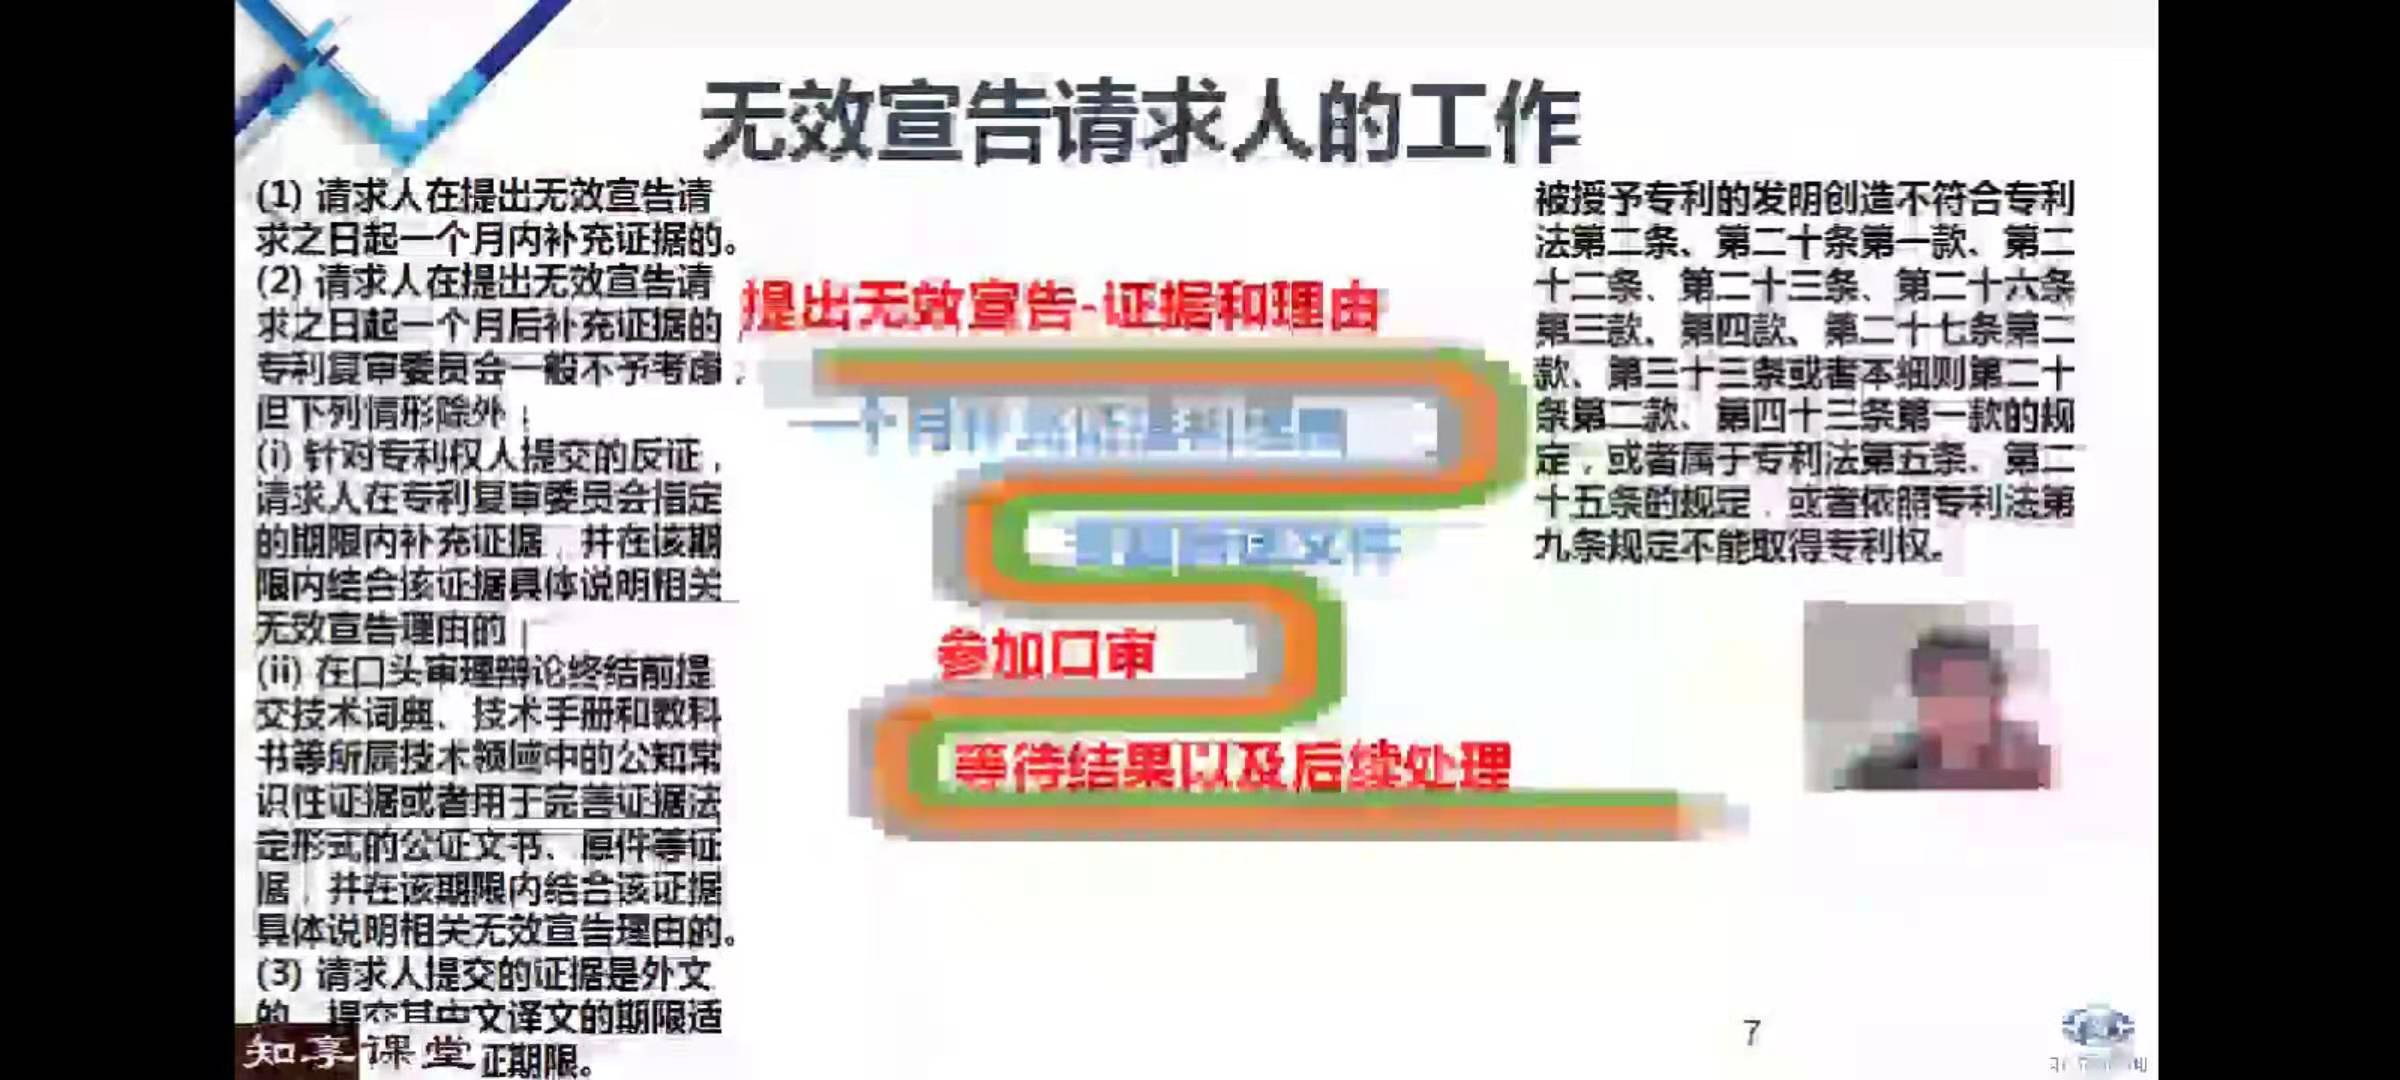 无效宣告请求人的工作
(1) 请求人在提出无效宣告请
求之日起一个月内补充证据的。
(2) 请求人在提出无效宣告请
求之日起一个月后补充证据的
专利复审委员会一般不予考虑，
但下列情形除外：
(i) 针对专利权人提交的反证，
请求人在专利复审委员会指定
的期限内补充证据，并在该期
限内结合该证据具体说明相关
无效宣告理由的；
(ii) 在口头审理辩论终结前提
交技术词典、技术手册和教科
书等所属技术领域中的公知常
识性证据或者用于完善证据法
定形式的公证文书、原件等证
据，并在该期限内结合该证据
具体说明相关无效宣告理由的。
(3) 请求人提交的证据是外文
的，提交其中文译文的期限适
证期限。
提出无效宣告-证据和理由
一个月
文件
参加口审
等待结果以及后续处理
被授予专利的发明创造不符合专利
法第二条、第二十条第一款、第二
十二条、第二十三条、第二十六条
第三款、第四款、第二十七条第二
款、第三十三条或者本细则第二十
条第二款、第四十三条第一款的规
定，或者属于专利法第五条、第二
十五条的规定，或者依照专利法第
九条规定不能取得专利权。
知享课堂
7